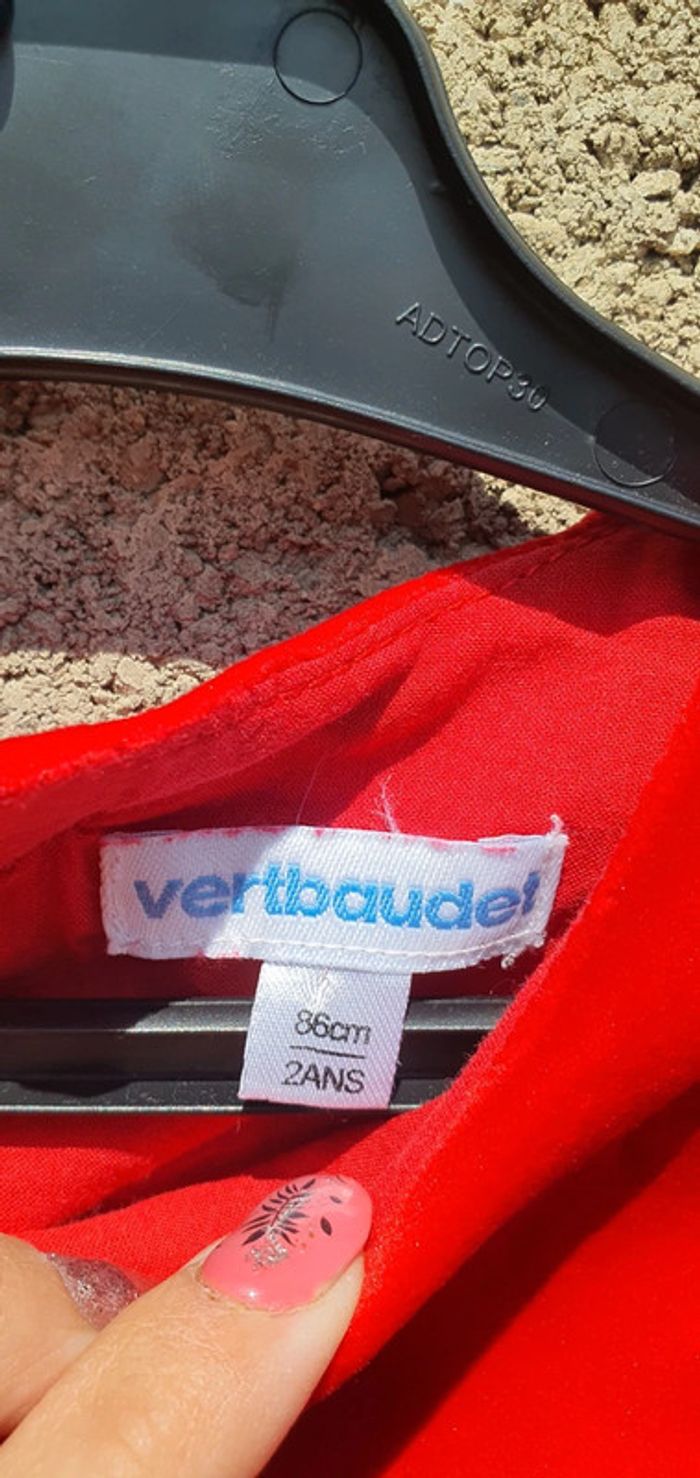 ADTOP30
vertbaudet
86cm
2ANS